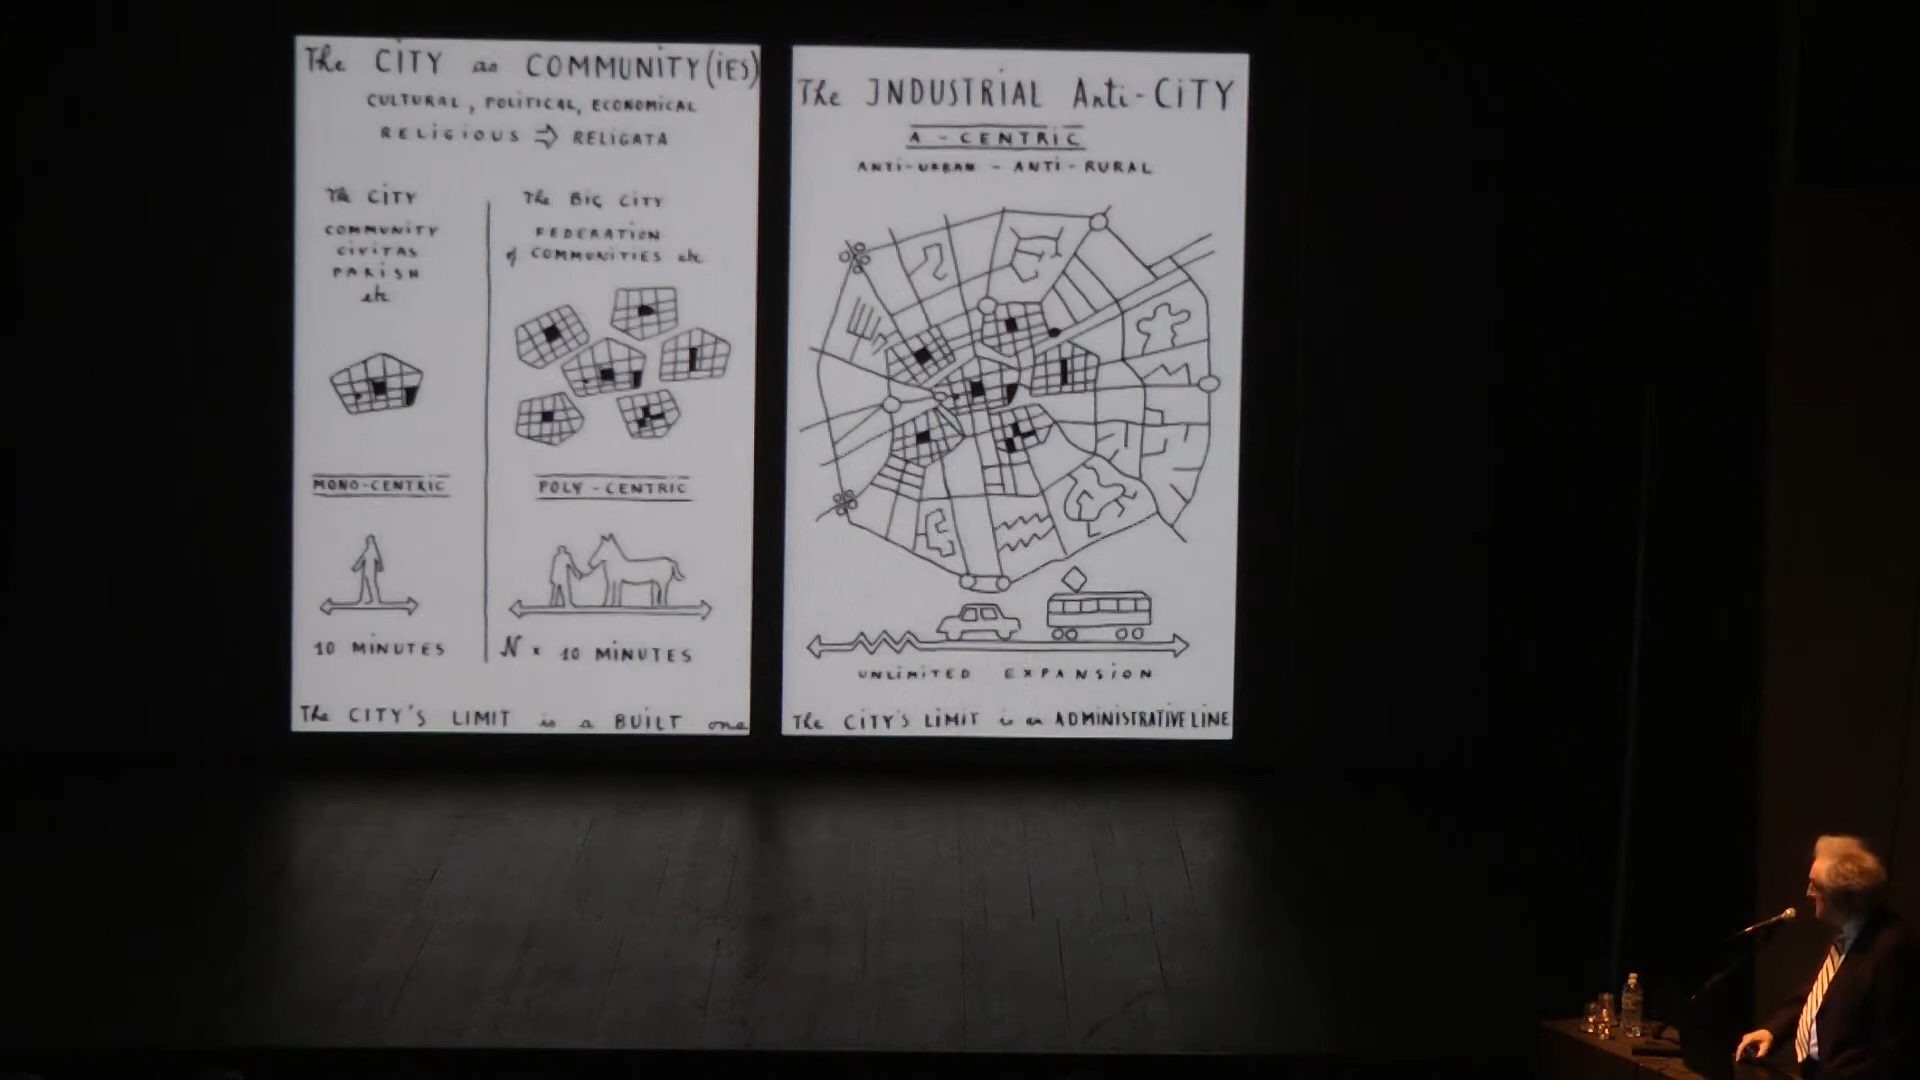 The CITY as COMMUNITY(IES)
CULTURAL, POLITICAL, ECONOMICAL
RELIGIOUS ⇒ RELIGATA
The CITY
COMMUNITY
CIVITAS
PARISH
etc
MONO-CENTRIC
10 MINUTES
The BIG CITY
FEDERATION
of COMMUNITIES etc
POLY-CENTRIC
N x 10 MINUTES
The CITY'S LIMIT is a BUILT one
The INDUSTRIAL Anti-CITY
A-CENTRIC
ANTI-URBAN - ANTI-RURAL
UNLIMITED EXPANSION
The CITY'S LIMIT is an ADMINISTRATIVE LINE